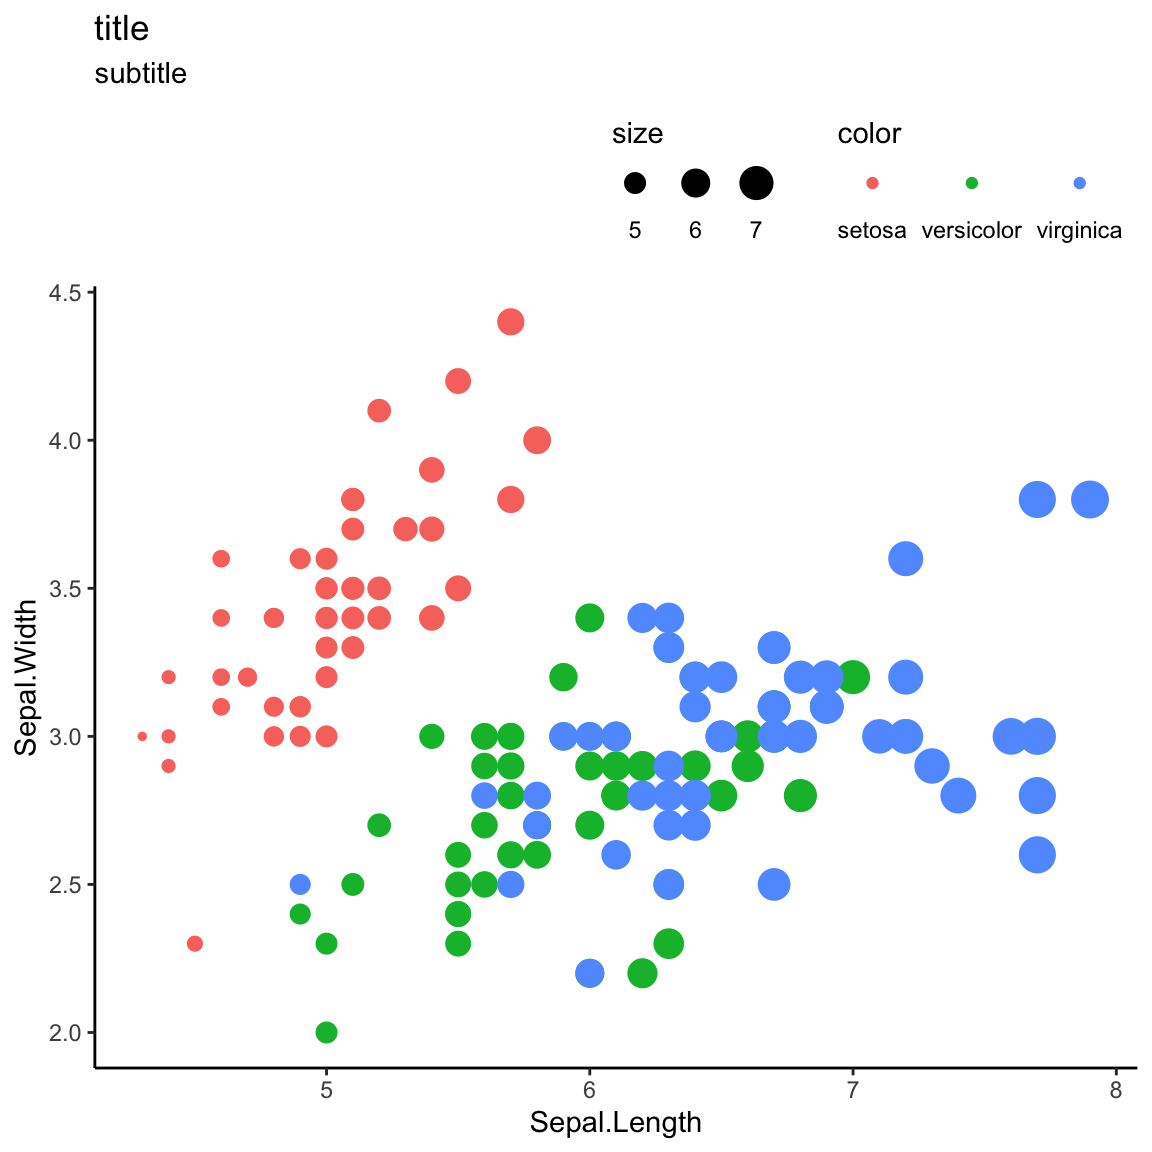 title
subtitle
size color
5 6 7 setosa versicolor virginica
4.5
4.0
3.5
3.0
2.5
2.0
Sepal.Width
5 6 7 8
Sepal.Length